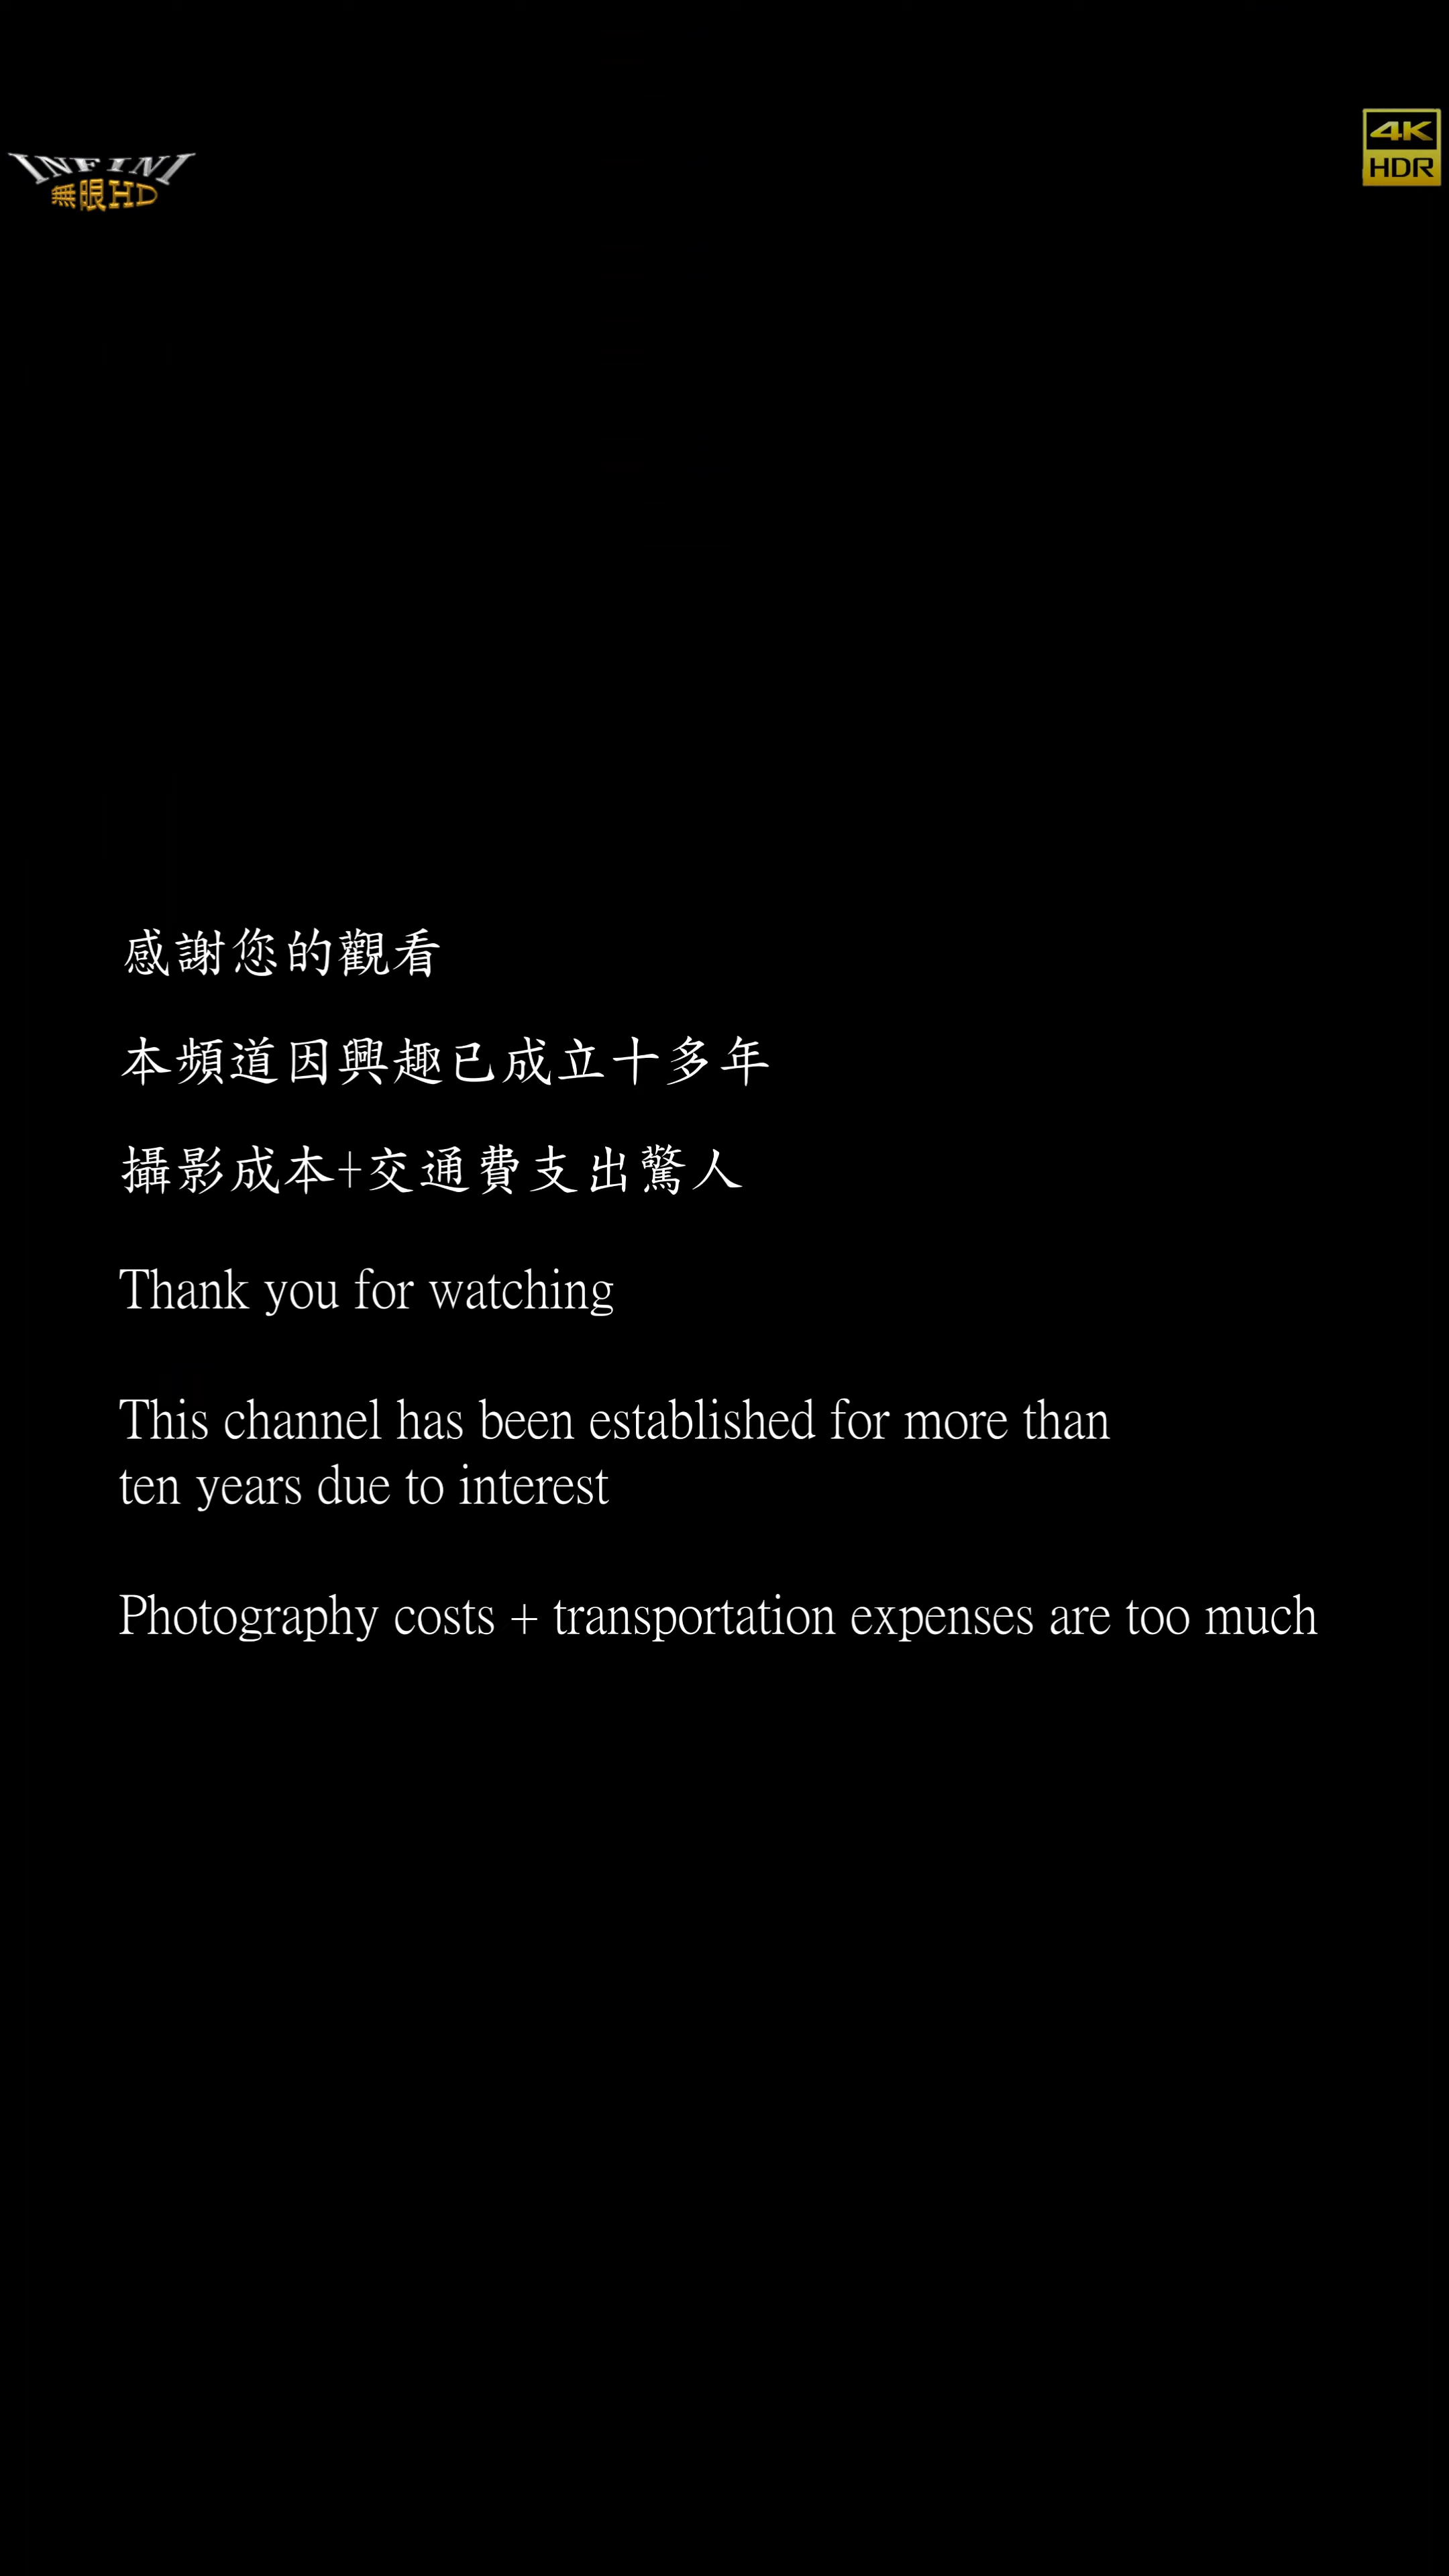 INFINI
無限HD
4K
HDR
感謝您的觀看
本頻道因興趣已成立十多年
攝影成本+交通費支出驚人
Thank you for watching
This channel has been established for more than
ten years due to interest
Photography costs + transportation expenses are too much